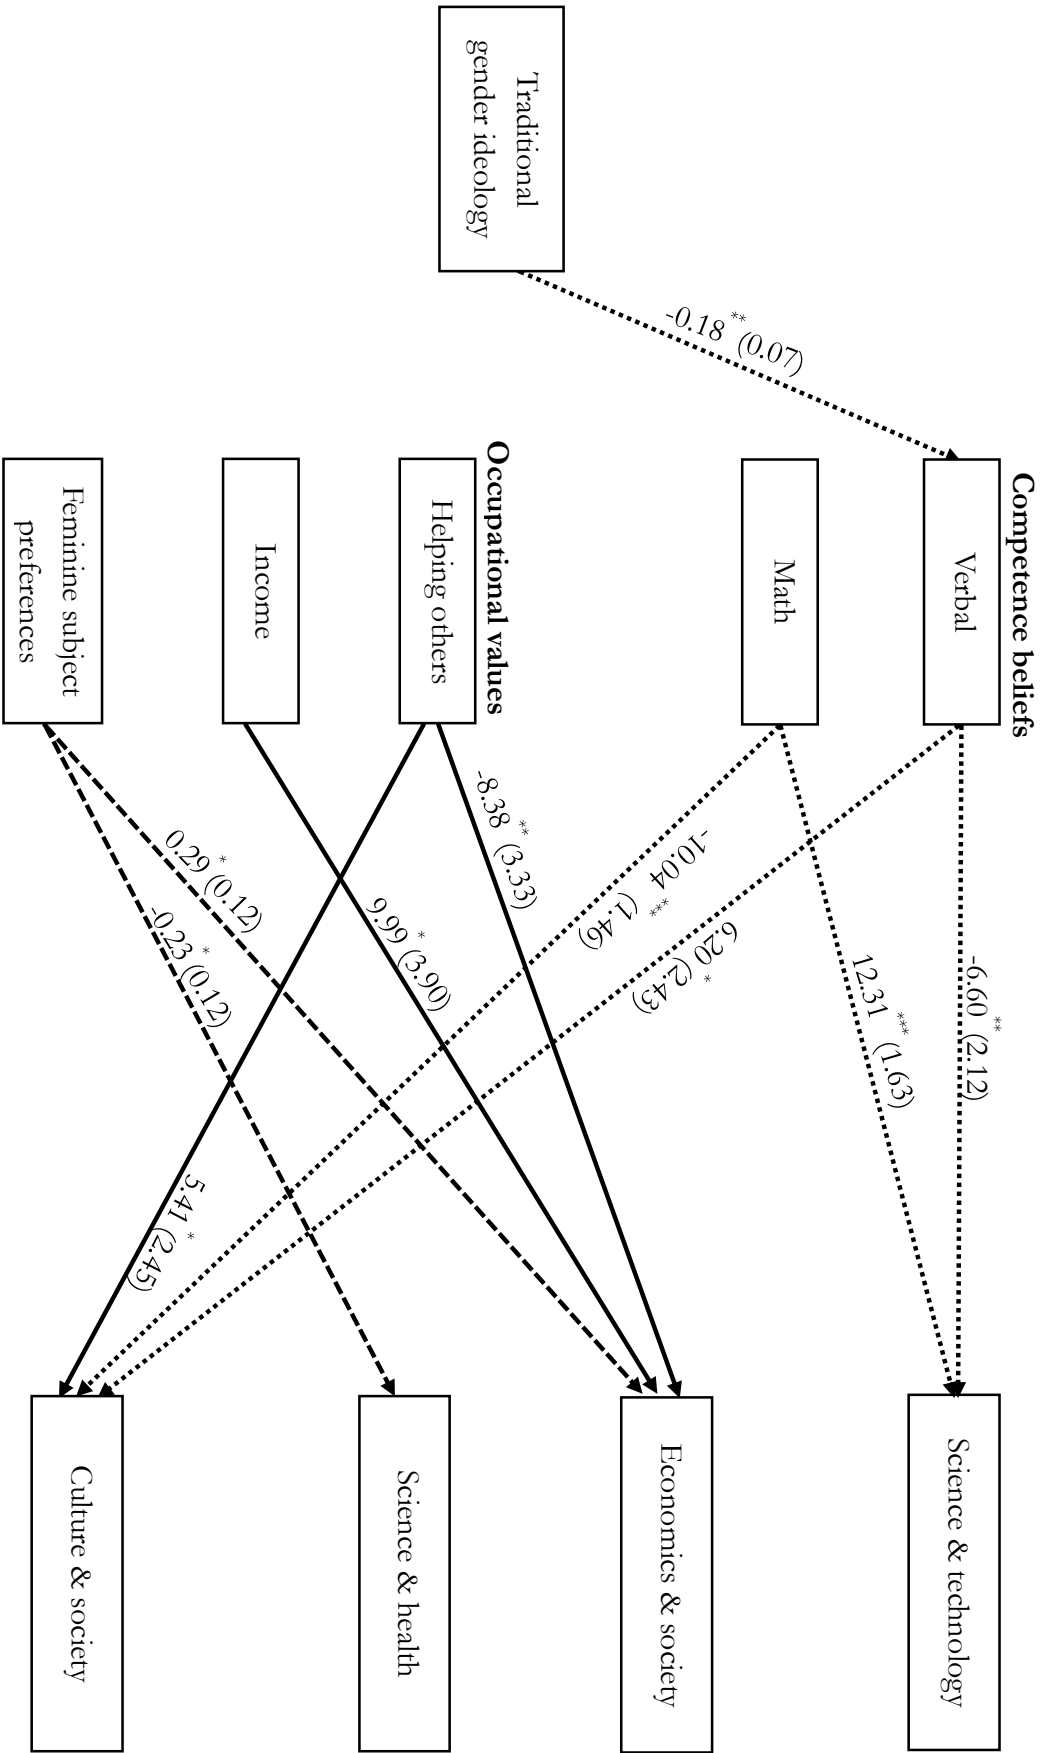 Traditional
gender ideology
-0.18 ** (0.07)
Competence beliefs
Verbal
Math
Occupational values
Helping others
Income
Feminine subject
preferences
-6.60 ** (2.12)
12.31 *** (1.63)
6.20 * (2.43)
-10.04 *** (1.46)
-8.38 ** (3.33)
9.99 * (3.90)
0.29 * (0.12)
-0.23 * (0.12)
5.41 * (2.45)
Science & technology
Economics & society
Science & health
Culture & society